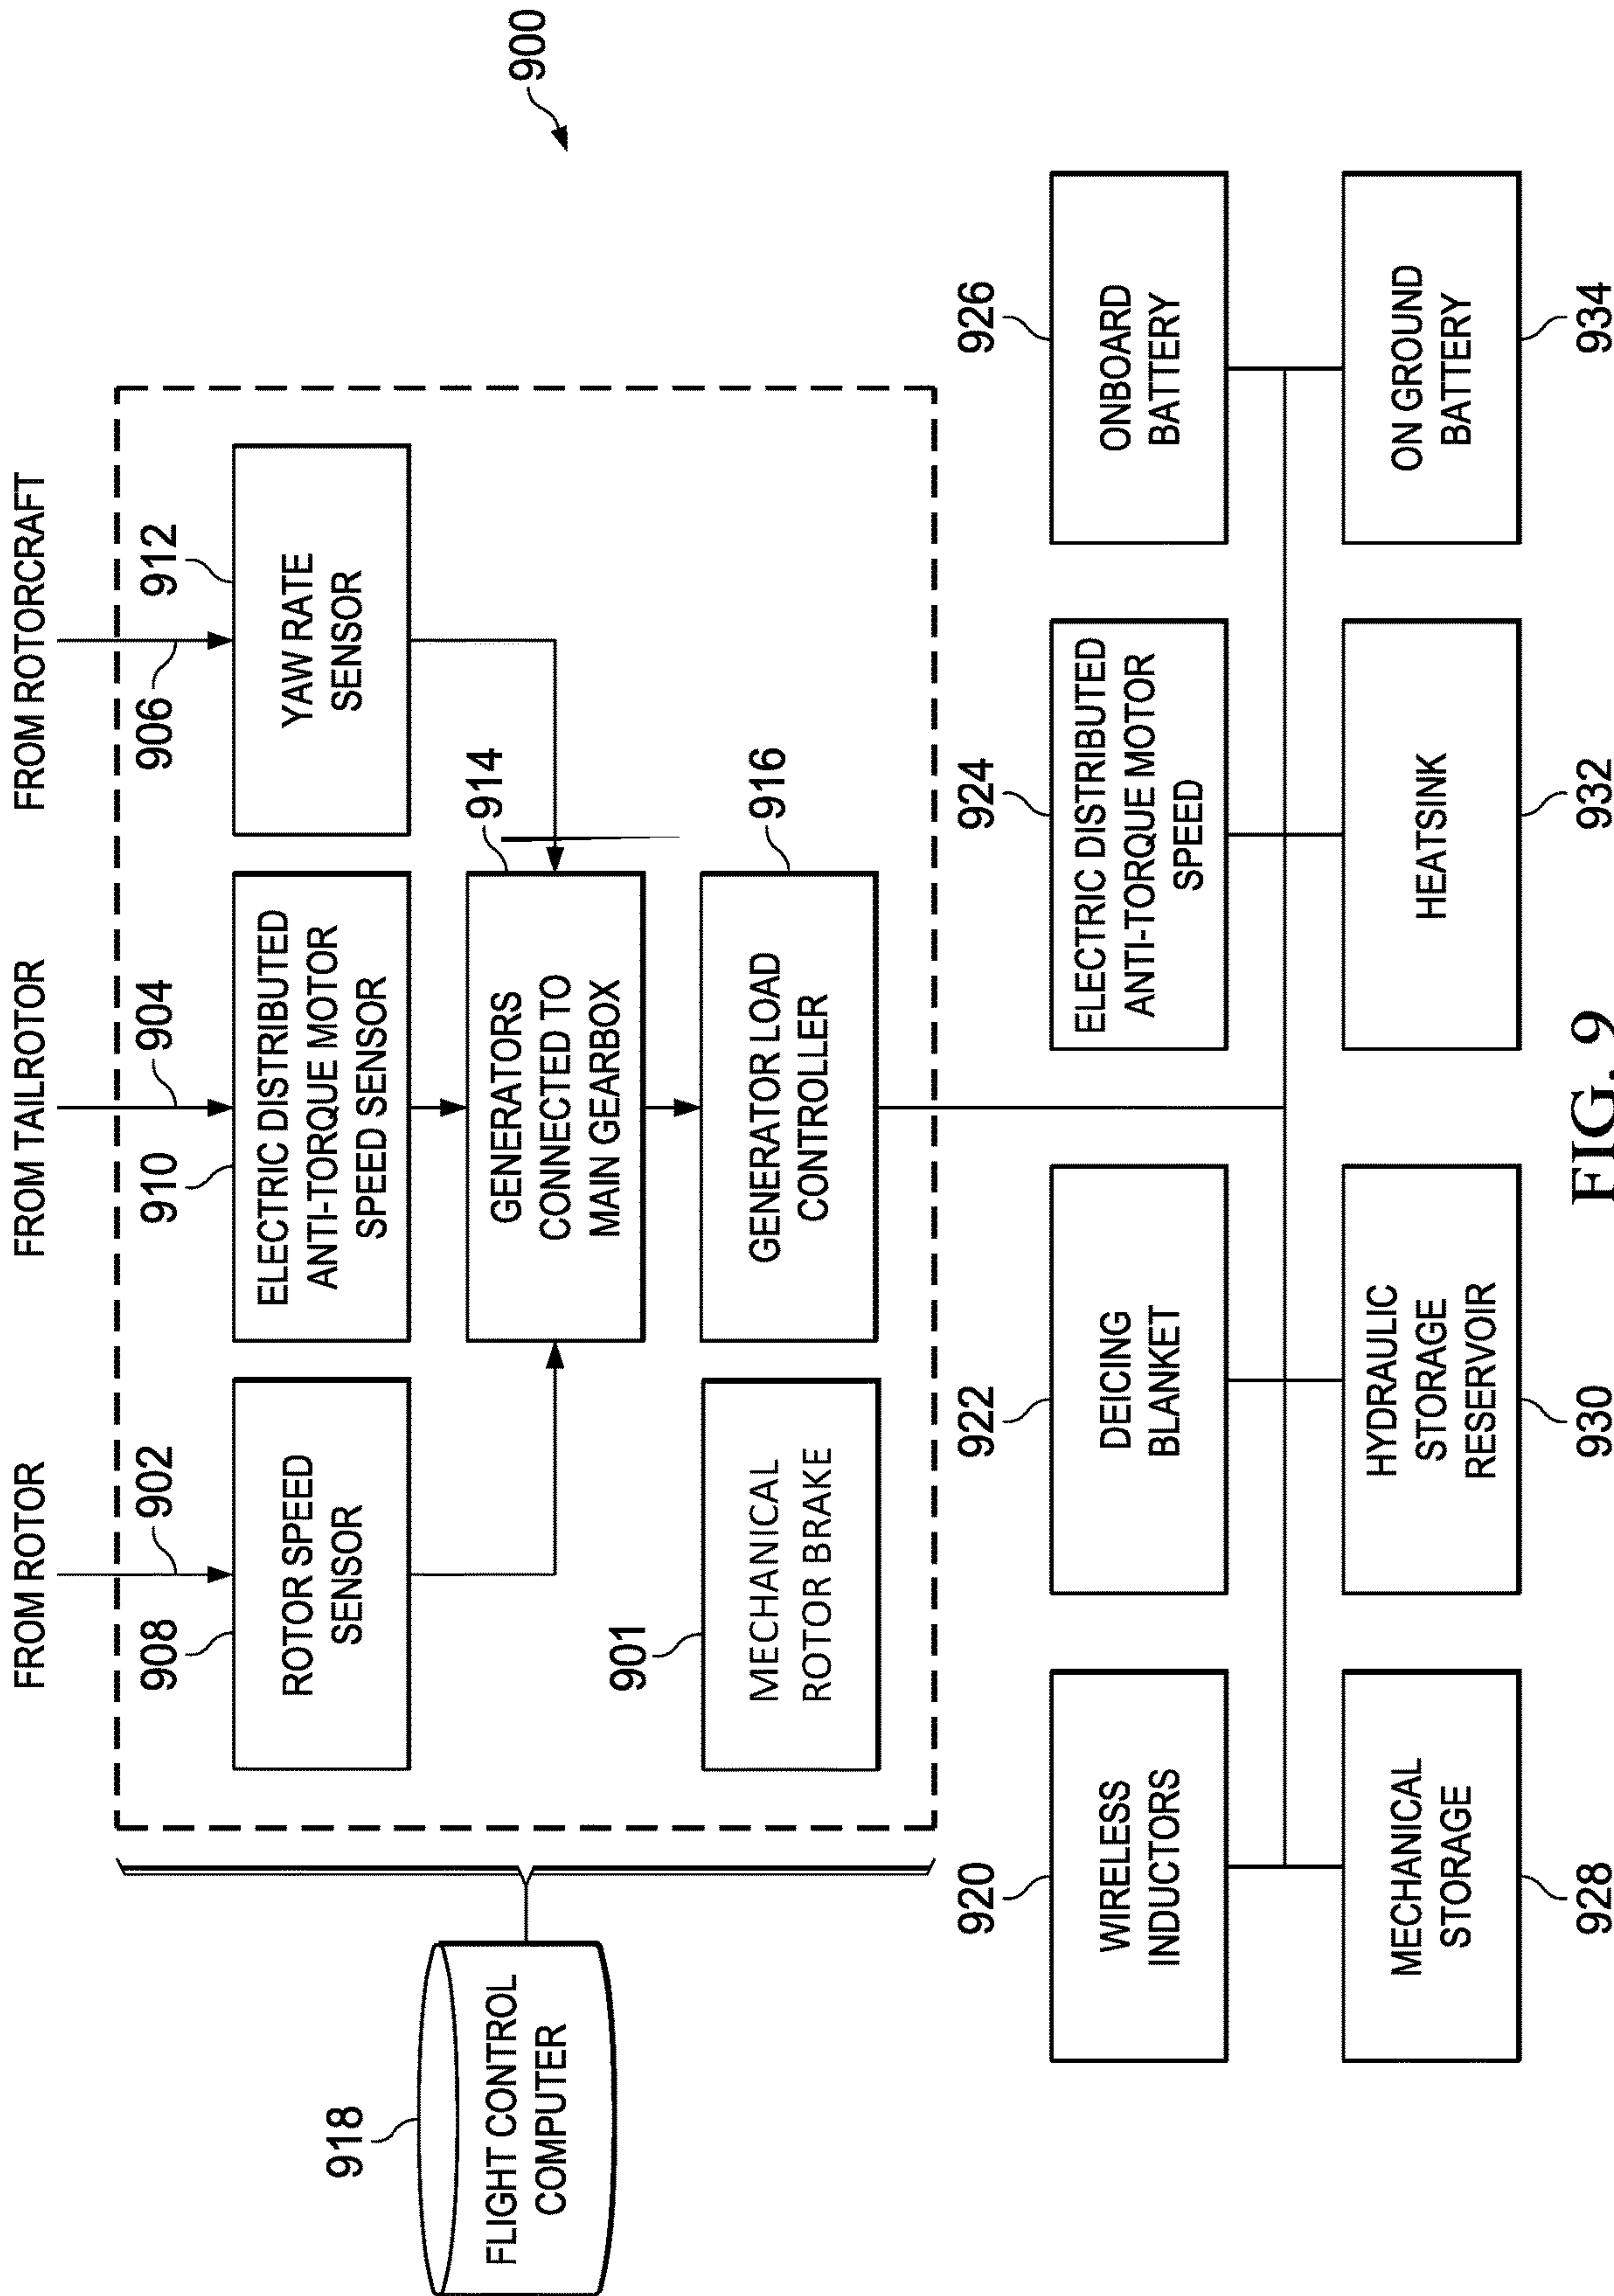 FROM ROTOR
FROM TAILROTOR
FROM ROTORCRAFT
902
904
906
908
910
912
ROTOR SPEED
SENSOR
ELECTRIC DISTRIBUTED
ANTI-TORQUE MOTOR
SPEED SENSOR
YAW RATE
SENSOR
900
918
FLIGHT CONTROL
COMPUTER
914
GENERATORS
CONNECTED TO
MAIN GEARBOX
901
MECHANICAL
ROTOR BRAKE
916
GENERATOR LOAD
CONTROLLER
920
922
924
926
WIRELESS
INDUCTORS
DEICING
BLANKET
ELECTRIC DISTRIBUTED
ANTI-TORQUE MOTOR
SPEED
ONBOARD
BATTERY
MECHANICAL
STORAGE
HYDRAULIC
STORAGE
RESERVOIR
HEATSINK
ON GROUND
BATTERY
928
930
932
934
FIG. 9